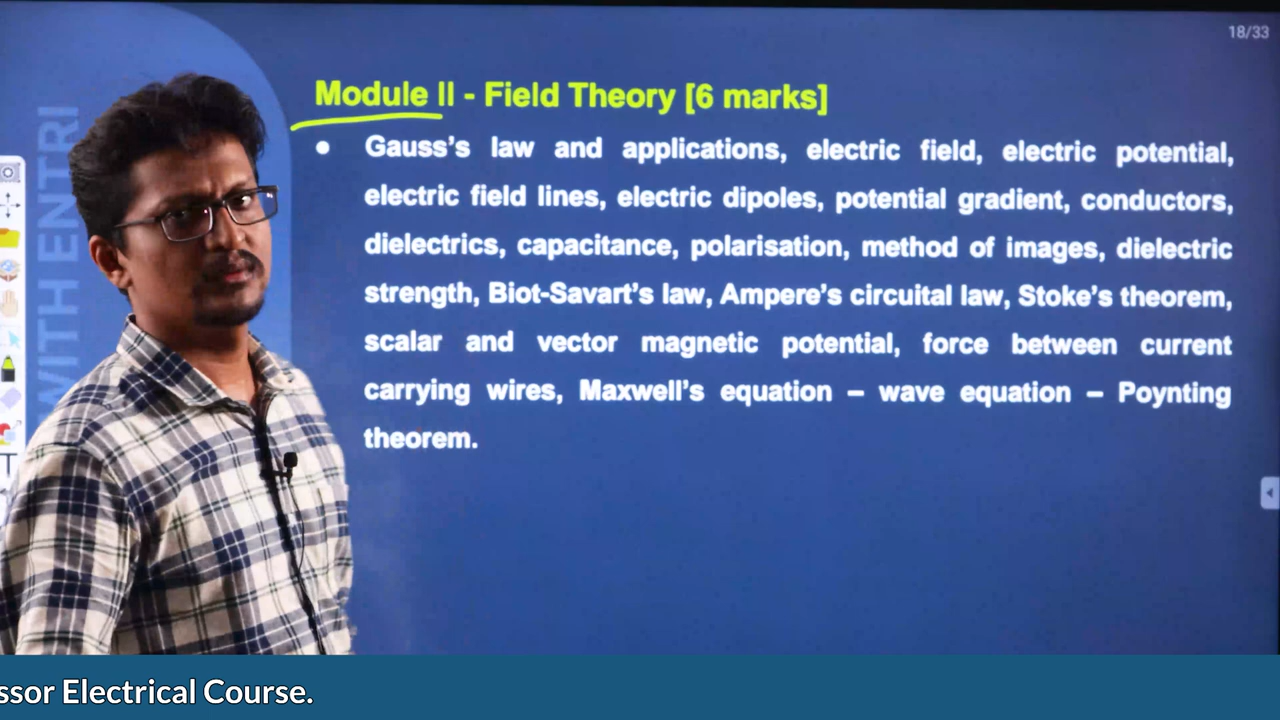 18/33
Module II - Field Theory [6 marks]
● Gauss's law and applications, electric field, electric potential,
electric field lines, electric dipoles, potential gradient, conductors,
dielectrics, capacitance, polarisation, method of images, dielectric
strength, Biot-Savart's law, Ampere's circuital law, Stoke's theorem,
scalar and vector magnetic potential, force between current
carrying wires, Maxwell's equation – wave equation – Poynting
theorem.
WITH ENTRI
ssor Electrical Course.